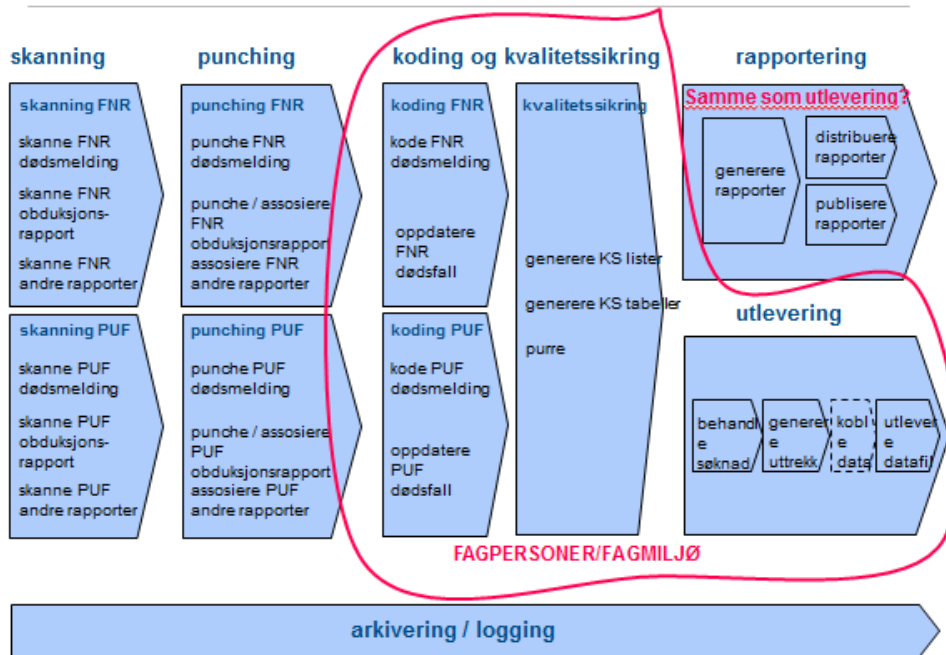 skanning
punching
koding og kvalitetssikring
rapportering
skanning FNR
skanne FNR
dødsmelding
skanne FNR
obduksjons-
rapport
skanne FNR
andre rapporter
punching FNR
punche FNR
dødsmelding
punche / assosiere
FNR
obduksjonsrapport
assosiere FNR
andre rapporter
koding FNR
kode FNR
dødsmelding
oppdatere
FNR
dødsfall
kvalitetssikring
generere KS lister
generere KS tabeller
purre
Samme som utlevering?
generere
rapporter
distribuere
rapporter
publisere
rapporter
skanning PUF
skanne PUF
dødsmelding
skanne PUF
obduksjons-
rapport
skanne PUF
andre rapporter
punching PUF
punche PUF
dødsmelding
punche / assosiere
PUF
obduksjonsrapport
assosiere PUF
andre rapporter
koding PUF
kode PUF
dødsmelding
oppdatere
PUF
dødsfall
utlevering
behandl
e
søknad
generer
e
uttrekk
kobl
e
data
utlever
e
datafil
FAGPERSONER/FAGMILJØ
arkivering / logging